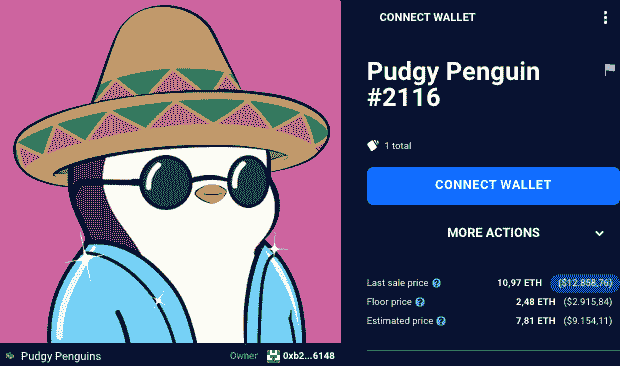 CONNECT WALLET
Pudgy Penguin
#2116
1 total
CONNECT WALLET
MORE ACTIONS
Last sale price ? 10,97 ETH ($12.858,76)
Floor price ? 2,48 ETH ($2.915,84)
Estimated price ? 7,81 ETH ($9.154,11)
Pudgy Penguins Owner 0xb2...6148